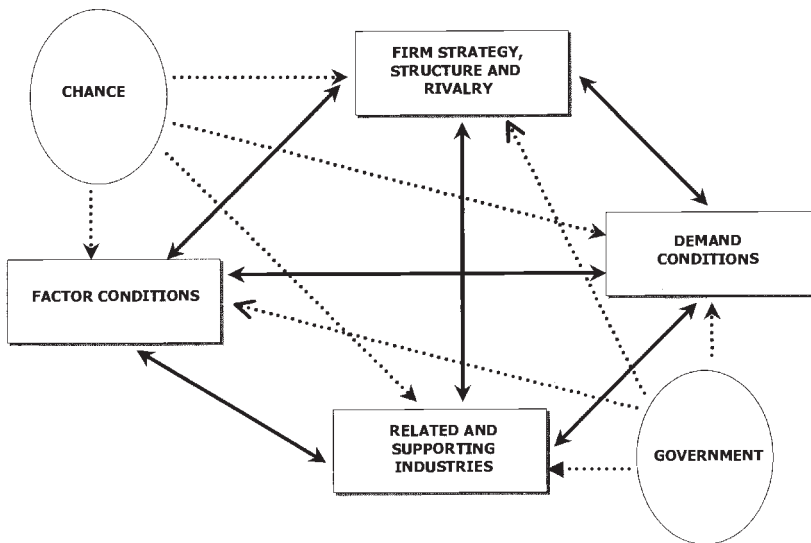 FIRM STRATEGY,
STRUCTURE AND
RIVALRY
CHANCE
DEMAND
CONDITIONS
FACTOR CONDITIONS
RELATED AND
SUPPORTING
INDUSTRIES
GOVERNMENT